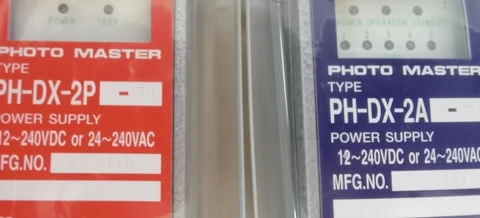 POWER TEST
PHOTO MASTER
TYPE
PH-DX-2P -
POWER SUPPLY
12~240VDC or 24~240VAC
MFG.NO.
POWER OPERATION STABILITY
1 2 3 4 5
PHOTO MASTER
TYPE
PH-DX-2A
POWER SUPPLY
12~240VDC or 24~240VAC
MFG.NO.